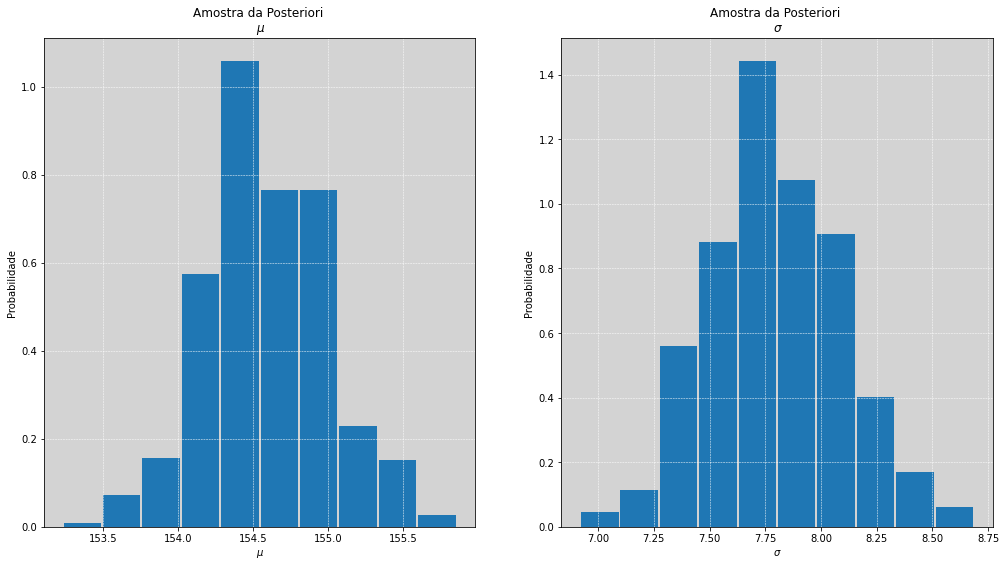 Amostra da Posteriori
μ
Probabilidade
1.0
0.8
0.6
0.4
0.2
0.0
153.5 154.0 154.5 155.0 155.5
μ
Amostra da Posteriori
σ
Probabilidade
1.4
1.2
1.0
0.8
0.6
0.4
0.2
0.0
7.00 7.25 7.50 7.75 8.00 8.25 8.50 8.75
σ